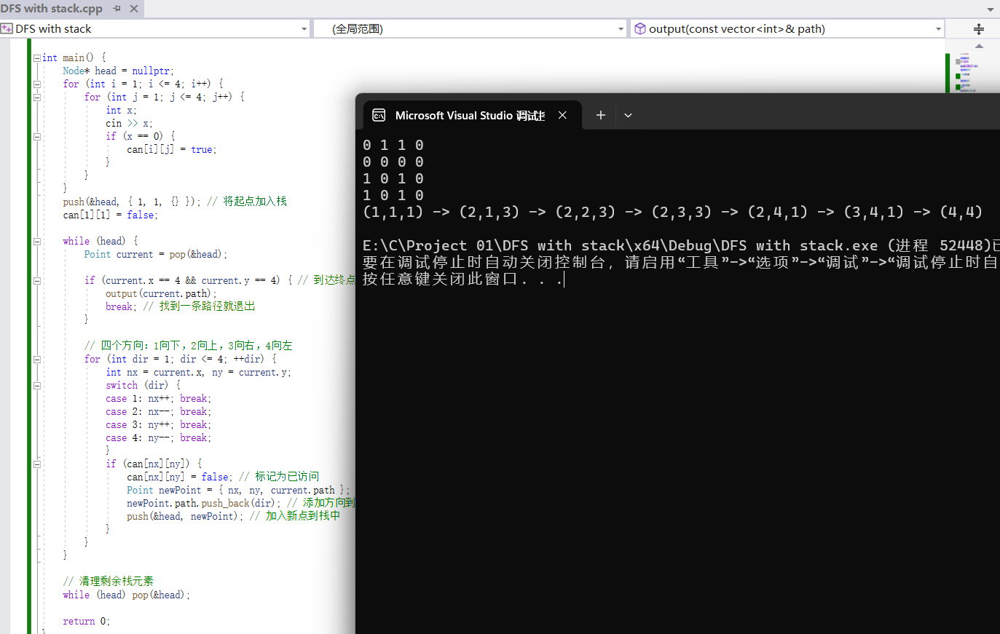 DFS with stack.cpp
DFS with stack
(全局范围)
output(const vector<int>& path)
int main() {
Node* head = nullptr;
for (int i = 1; i <= 4; i++) {
for (int j = 1; j <= 4; j++) {
int x;
cin >> x;
if (x == 0) {
can[i][j] = true;
}
}
}
push(&head, { 1, 1, {} }); // 将起点加入栈
can[1][1] = false;
while (head) {
Point current = pop(&head);
if (current.x == 4 && current.y == 4) { // 到达终点
output(current.path);
break; // 找到一条路径就退出
}
// 四个方向：1向下，2向上，3向右，4向左
for (int dir = 1; dir <= 4; ++dir) {
int nx = current.x, ny = current.y;
switch (dir) {
case 1: nx++; break;
case 2: nx--; break;
case 3: ny++; break;
case 4: ny--; break;
}
if (can[nx][ny]) {
can[nx][ny] = false; // 标记为已访问
Point newPoint = { nx, ny, current.path };
newPoint.path.push_back(dir); // 添加方向到
push(&head, newPoint); // 加入新点到栈中
}
}
}
// 清理剩余栈元素
while (head) pop(&head);
return 0;
}
Microsoft Visual Studio 调试
0 1 1 0
0 0 0 0
1 0 1 0
1 0 1 0
(1,1,1) -> (2,1,3) -> (2,2,3) -> (2,3,3) -> (2,4,1) -> (3,4,1) -> (4,4)
E:\C\Project 01\DFS with stack\x64\Debug\DFS with stack.exe (进程 52448)已
要在调试停止时自动关闭控制台，请启用“工具”->“选项”->“调试”->“调试停止时自
按任意键关闭此窗口. . .